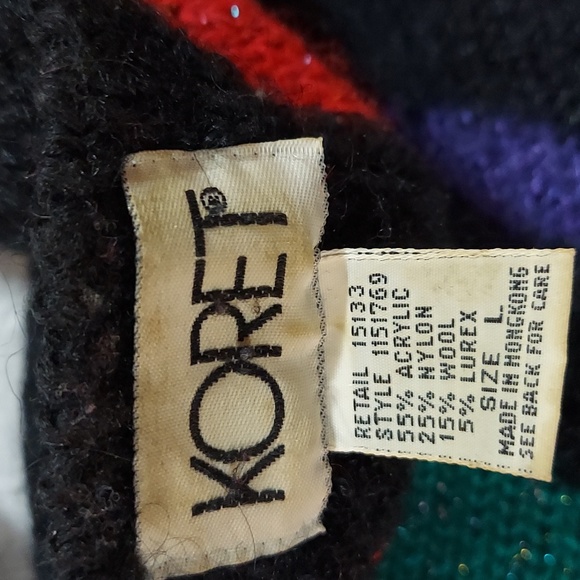 KORET®
RETAIL 15133
STYLE 1151769
55% ACRYLIC
25% NYLON
15% WOOL
5% LUREX
SIZE L
MADE IN HONGKONG
SEE BACK FOR CARE